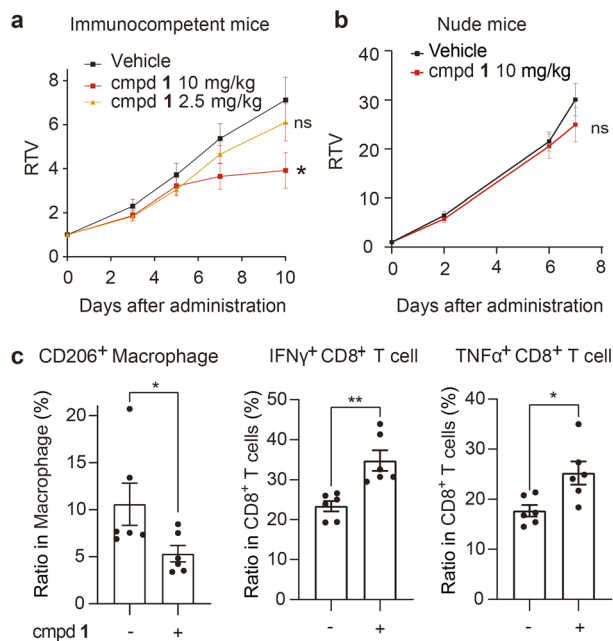 a Immunocompetent mice
Vehicle
cmpd 1 10 mg/kg
cmpd 1 2.5 mg/kg
8
6
4
2
0
RTV
ns
*
0 2 4 6 8 10
Days after administration
b Nude mice
Vehicle
cmpd 1 10 mg/kg
40
30
20
10
0
RTV
ns
0 2 4 6 8
Days after administration
c CD206⁺ Macrophage
*
20
15
10
5
0
Ratio in Macrophage (%)
- +
cmpd 1
IFNγ⁺ CD8⁺ T cell
**
50
40
30
20
10
0
Ratio in CD8⁺ T cells (%)
- +
TNFα⁺ CD8⁺ T cell
*
40
30
20
10
0
Ratio in CD8⁺ T cells (%)
- +